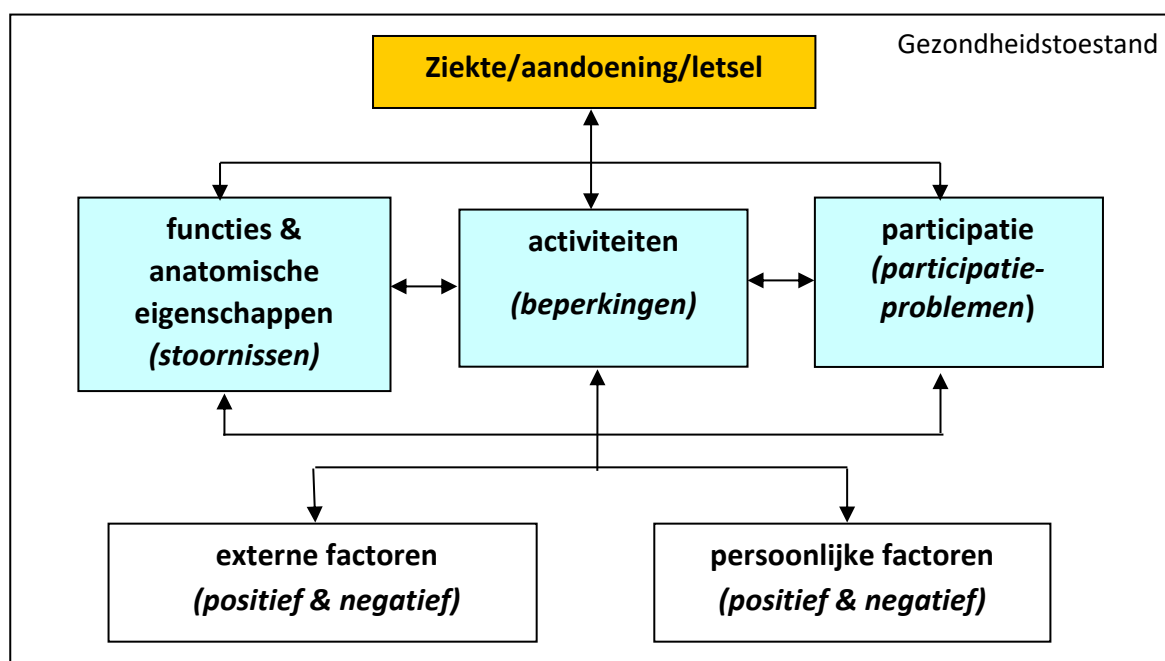 Gezondheidstoestand
Ziekte/aandoening/letsel
functies &
anatomische
eigenschappen
(stoornissen)
activiteiten
(beperkingen)
participatie
(participatie-
problemen)
externe factoren
(positief & negatief)
persoonlijke factoren
(positief & negatief)